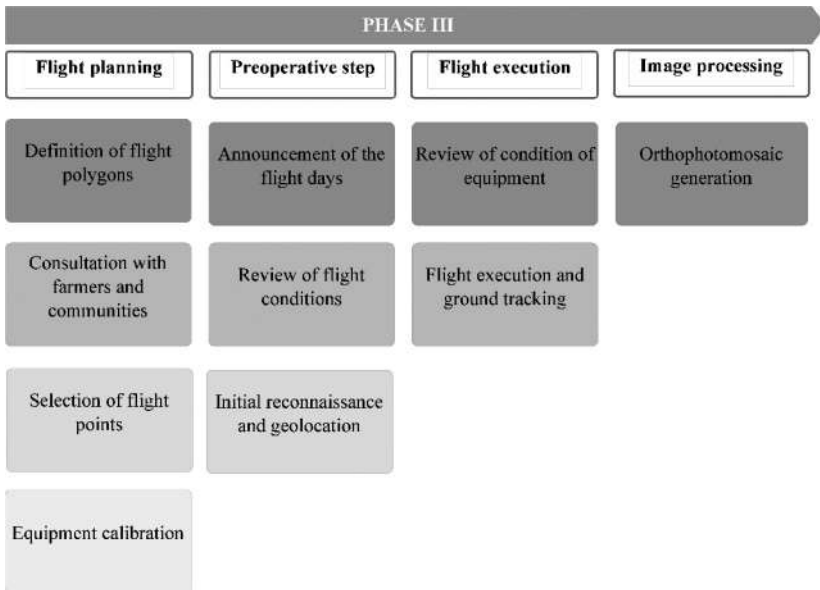 PHASE III
Flight planning
Preoperative step
Flight execution
Image processing
Definition of flight
polygons
Announcement of the
flight days
Review of condition of
equipment
Orthophotomosaic
generation
Consultation with
farmers and
communities
Review of flight
conditions
Flight execution and
ground tracking
Selection of flight
points
Initial reconnaissance
and geolocation
Equipment calibration